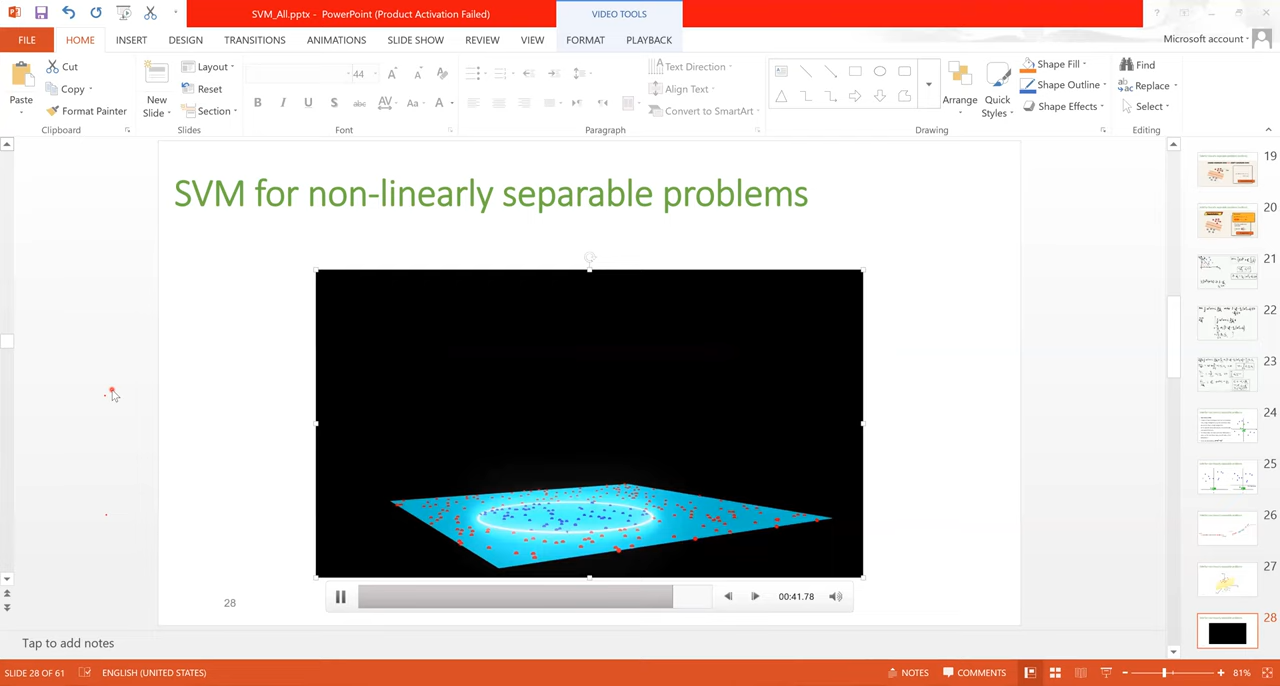 SVM_All.pptx - PowerPoint (Product Activation Failed)
VIDEO TOOLS
?
FILE
HOME
INSERT
DESIGN
TRANSITIONS
ANIMATIONS
SLIDE SHOW
REVIEW
VIEW
FORMAT
PLAYBACK
Microsoft account
Paste
Cut
Copy
Format Painter
Clipboard
New
Slide
Layout
Reset
Section
Slides
44
B I U S abc AV Aa A
Font
Text Direction
Align Text
Convert to SmartArt
Paragraph
Arrange
Quick
Styles
Shape Fill
Shape Outline
Shape Effects
Drawing
Find
Replace
Select
Editing
SVM for non-linearly separable problems
00:41.78
28
19
20
21
22
23
24
25
26
27
28
Tap to add notes
SLIDE 28 OF 61
ENGLISH (UNITED STATES)
NOTES
COMMENTS
81%